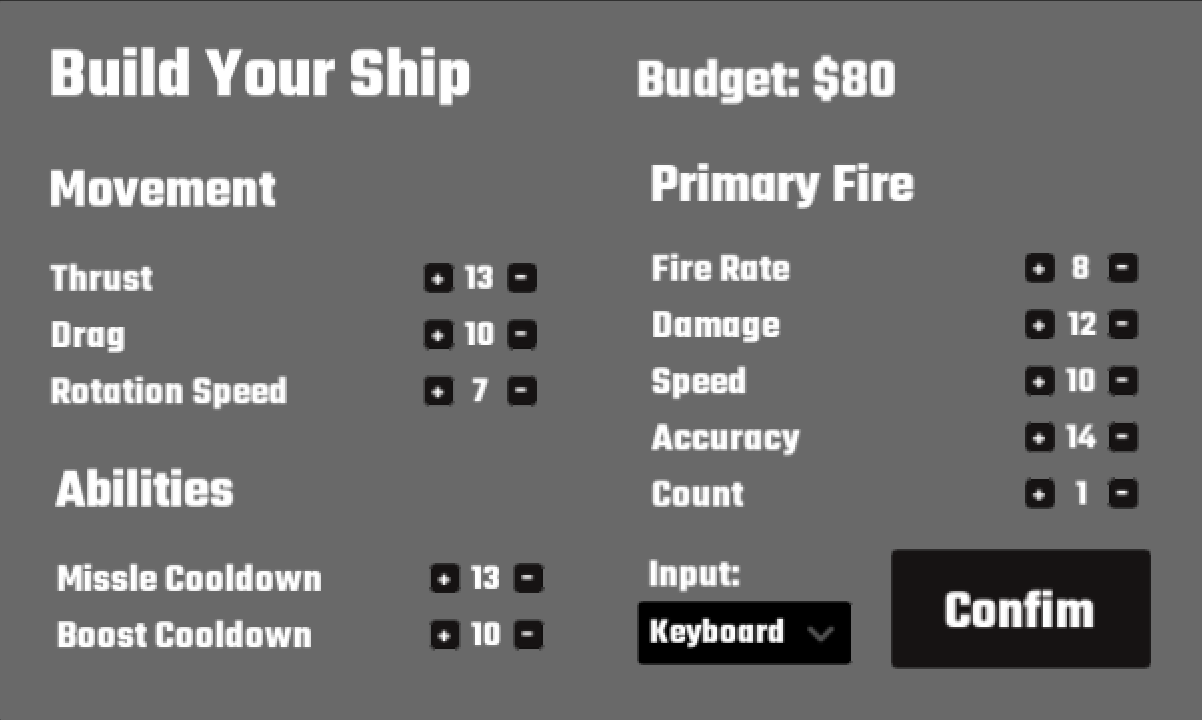 Build Your Ship
Budget: $80
Movement
Thrust + 13 -
Drag + 10 -
Rotation Speed + 7 -
Abilities
Missle Cooldown + 13 -
Boost Cooldown + 10 -
Primary Fire
Fire Rate + 8 -
Damage + 12 -
Speed + 10 -
Accuracy + 14 -
Count + 1 -
Input:
Keyboard
Confim